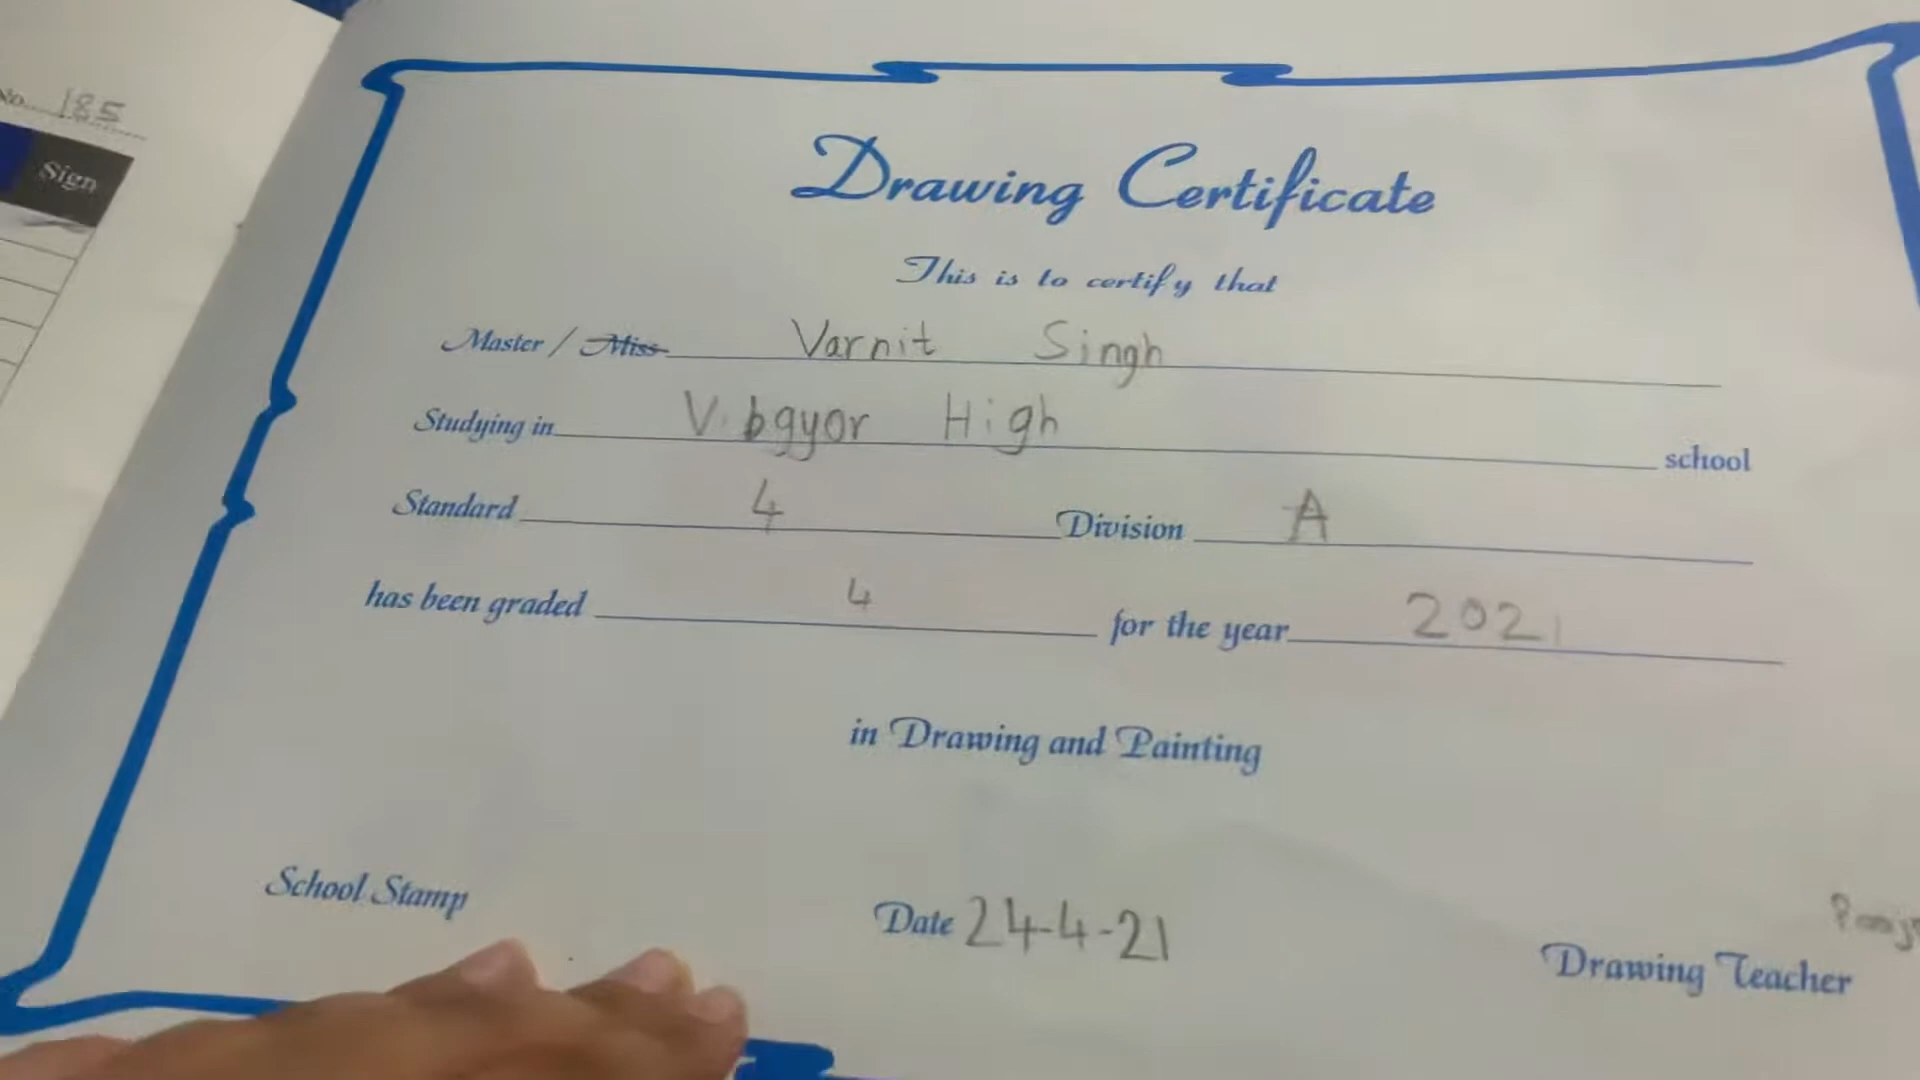 No. 185
Sign
Drawing Certificate
This is to certify that
Master / Miss Varnit Singh
Studying in Vibgyor High school
Standard 4 Division A
has been graded 4 for the year 2021
in Drawing and Painting
School Stamp
Date 24-4-21
Drawing Teacher